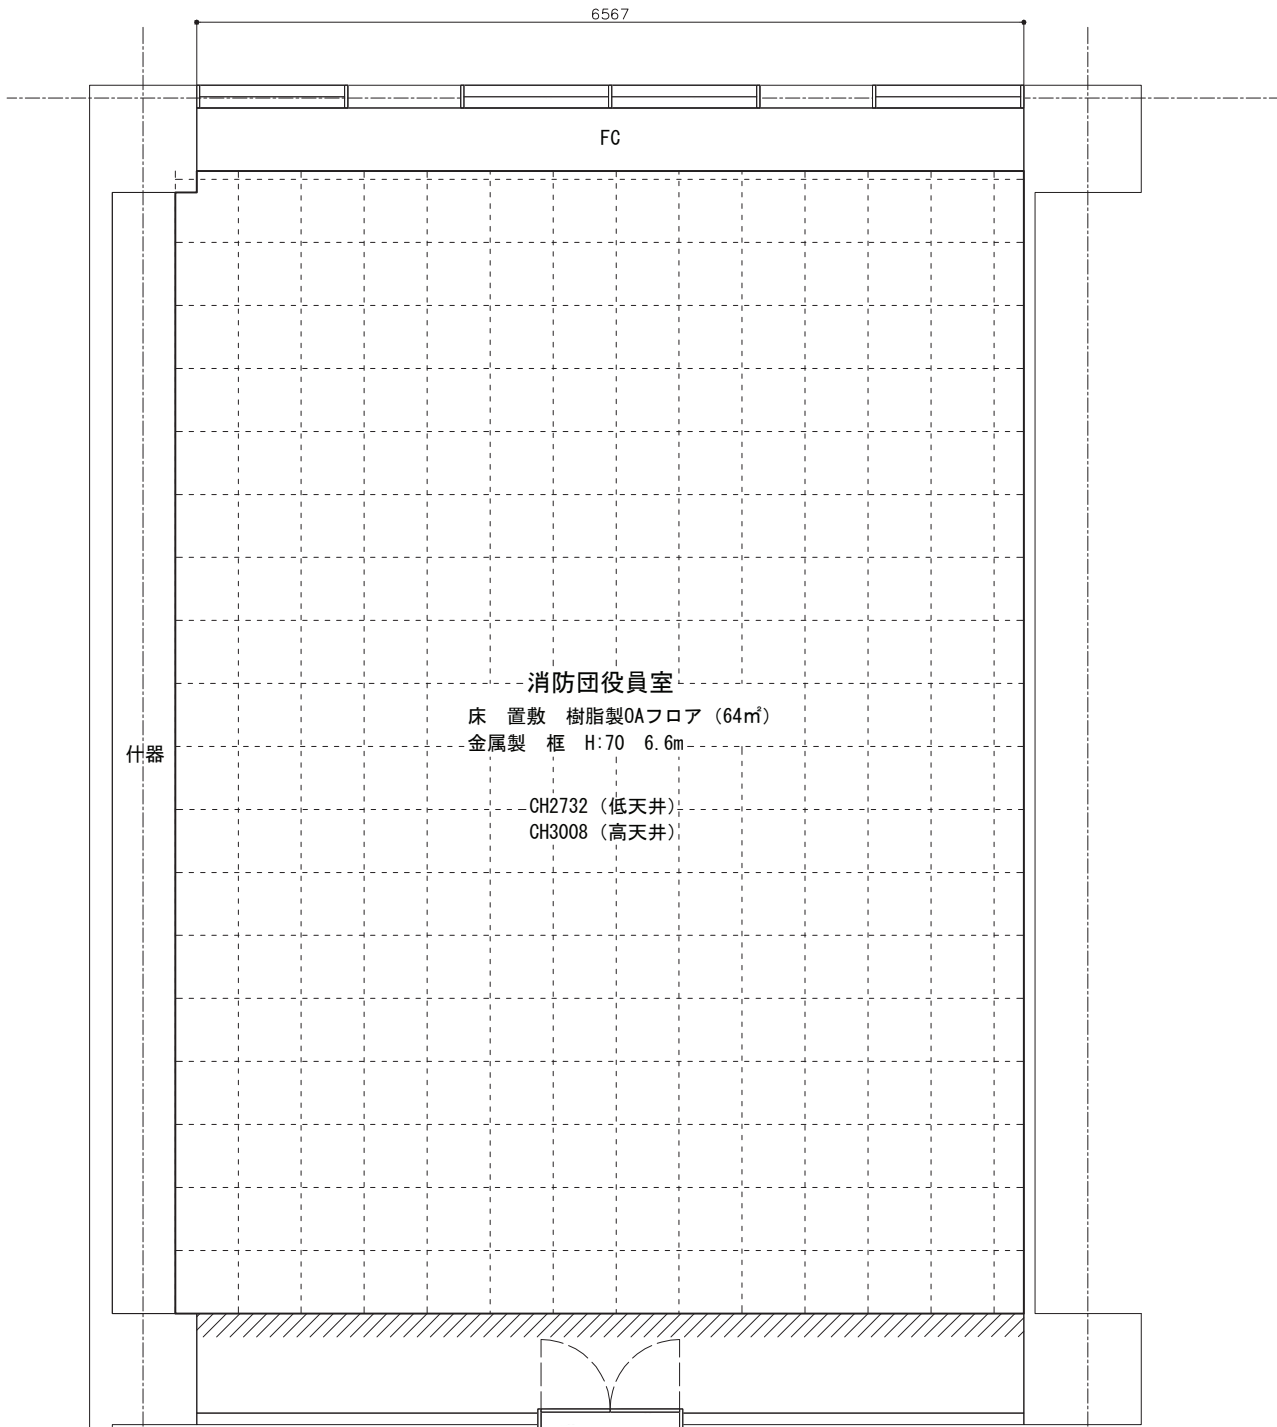 6567
FC
消防団役員室
床　置敷　樹脂製OAフロア（64㎡）
金属製　框　H:70　6.6m
什器
CH2732（低天井）
CH3008（高天井）